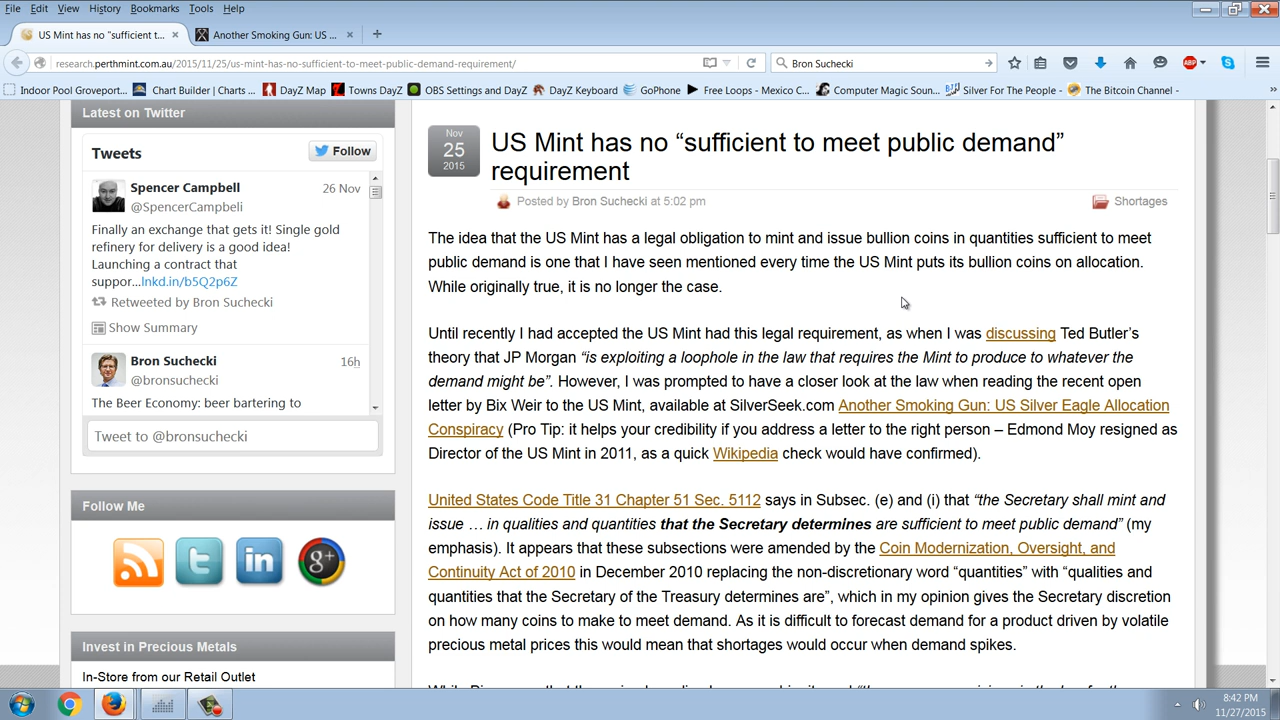 File Edit View History Bookmarks Tools Help
US Mint has no "sufficient t... × Another Smoking Gun: US ... × +
research.perthmint.com.au/2015/11/25/us-mint-has-no-sufficient-to-meet-public-demand-requirement/ Bron Suchecki
Indoor Pool Groveport... Chart Builder | Charts ... DayZ Map Towns DayZ OBS Settings and DayZ DayZ Keyboard GoPhone Free Loops - Mexico C... Computer Magic Soun... Silver For The People - The Bitcoin Channel - »
Latest on Twitter
Tweets
Follow
Spencer Campbell 26 Nov
@SpencerCampbeli
Finally an exchange that gets it! Single gold
refinery for delivery is a good idea!
Launching a contract that
suppor...lnkd.in/b5Q2p6Z
Retweeted by Bron Suchecki
Show Summary
Bron Suchecki 16h
@bronsuchecki
The Beer Economy: beer bartering to
Tweet to @bronsuchecki
Follow Me
Invest in Precious Metals
In-Store from our Retail Outlet
Nov
25
2015
US Mint has no “sufficient to meet public demand”
requirement
Posted by Bron Suchecki at 5:02 pm Shortages
The idea that the US Mint has a legal obligation to mint and issue bullion coins in quantities sufficient to meet
public demand is one that I have seen mentioned every time the US Mint puts its bullion coins on allocation.
While originally true, it is no longer the case.
Until recently I had accepted the US Mint had this legal requirement, as when I was discussing Ted Butler’s
theory that JP Morgan “is exploiting a loophole in the law that requires the Mint to produce to whatever the
demand might be”. However, I was prompted to have a closer look at the law when reading the recent open
letter by Bix Weir to the US Mint, available at SilverSeek.com Another Smoking Gun: US Silver Eagle Allocation
Conspiracy (Pro Tip: it helps your credibility if you address a letter to the right person – Edmond Moy resigned as
Director of the US Mint in 2011, as a quick Wikipedia check would have confirmed).
United States Code Title 31 Chapter 51 Sec. 5112 says in Subsec. (e) and (i) that “the Secretary shall mint and
issue … in qualities and quantities that the Secretary determines are sufficient to meet public demand” (my
emphasis). It appears that these subsections were amended by the Coin Modernization, Oversight, and
Continuity Act of 2010 in December 2010 replacing the non-discretionary word “quantities” with “qualities and
quantities that the Secretary of the Treasury determines are”, which in my opinion gives the Secretary discretion
on how many coins to make to meet demand. As it is difficult to forecast demand for a product driven by volatile
precious metal prices this would mean that shortages would occur when demand spikes.
8:42 PM
11/27/2015